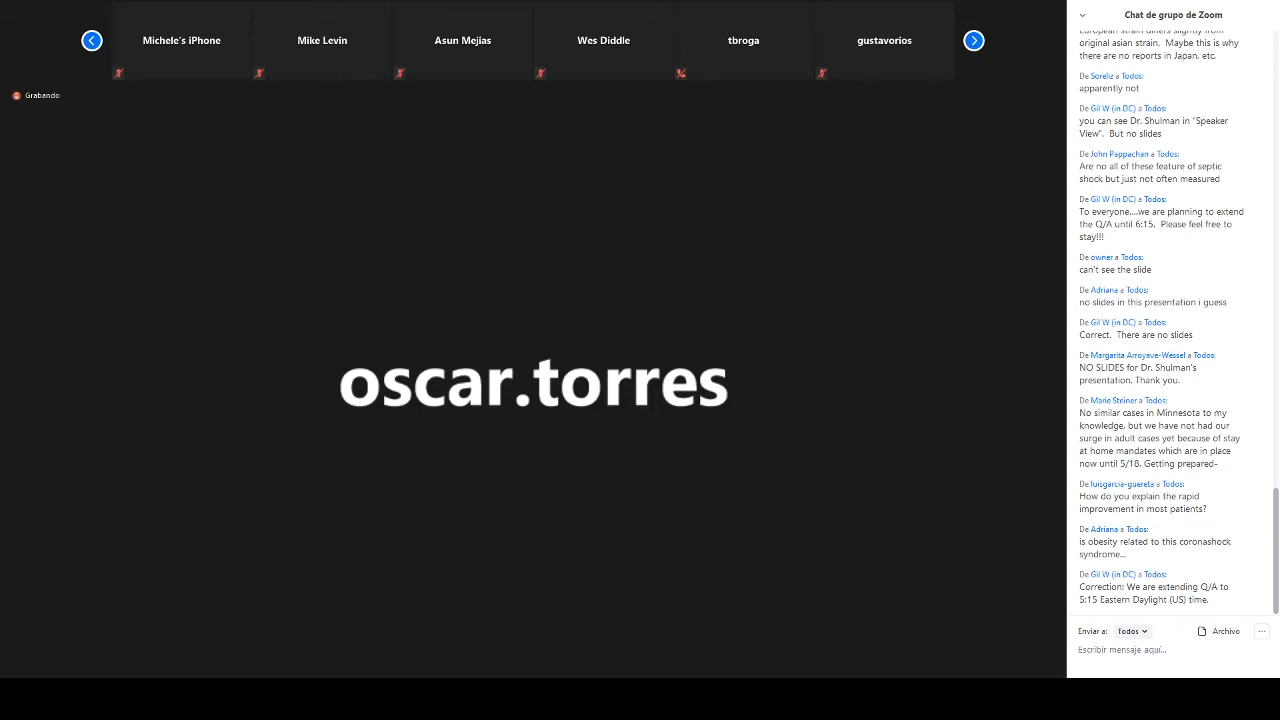 Michele's iPhone
Mike Levin
Asun Mejias
Wes Diddle
tbroga
gustavorios
Grabando
oscar.torres
Chat de grupo de Zoom
European strain differs slightly from
original asian strain.  Maybe this is why
there are no reports in Japan, etc.
De Soreliz a Todos:
apparently not
De Gil W (in DC) a Todos:
you can see Dr. Shulman in "Speaker
View".  But no slides
De John Pappachan a Todos:
Are no all of these feature of septic
shock but just not often measured
De Gil W (in DC) a Todos:
To everyone....we are planning to extend
the Q/A until 6:15.  Please feel free to
stay!!!
De owner a Todos:
can't see the slide
De Adriana a Todos:
no slides in this presentation i guess
De Gil W (in DC) a Todos:
Correct.  There are no slides
De Margarita Arroyave-Wessel a Todos:
NO SLIDES for Dr. Shulman's
presentation. Thank you.
De Marie Steiner a Todos:
No similar cases in Minnesota to my
knowledge, but we have not had our
surge in adult cases yet because of stay
at home mandates which are in place
now until 5/18. Getting prepared-
De luisgarcia-guereta a Todos:
How do you explain the rapid
improvement in most patients?
De Adriana a Todos:
is obesity related to this coronashock
syndrome...
De Gil W (in DC) a Todos:
Correction: We are extending Q/A to
5:15 Eastern Daylight (US) time.
Enviar a: Todos Archivo ...
Escribir mensaje aquí...